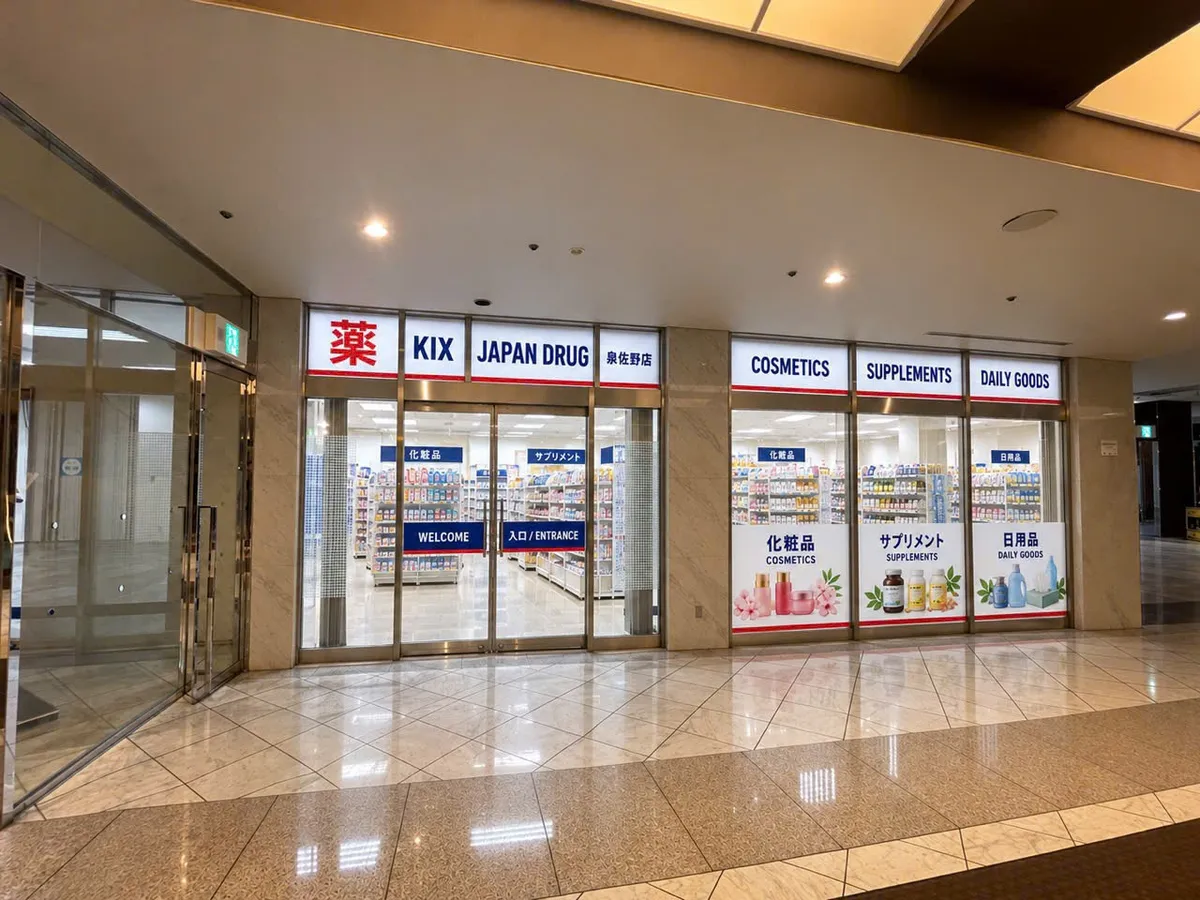 薬
KIX
JAPAN DRUG
泉佐野店
COSMETICS
SUPPLEMENTS
DAILY GOODS
化粧品
サプリメント
化粧品
日用品
WELCOME
入口 / ENTRANCE
化粧品
COSMETICS
サプリメント
SUPPLEMENTS
日用品
DAILY GOODS